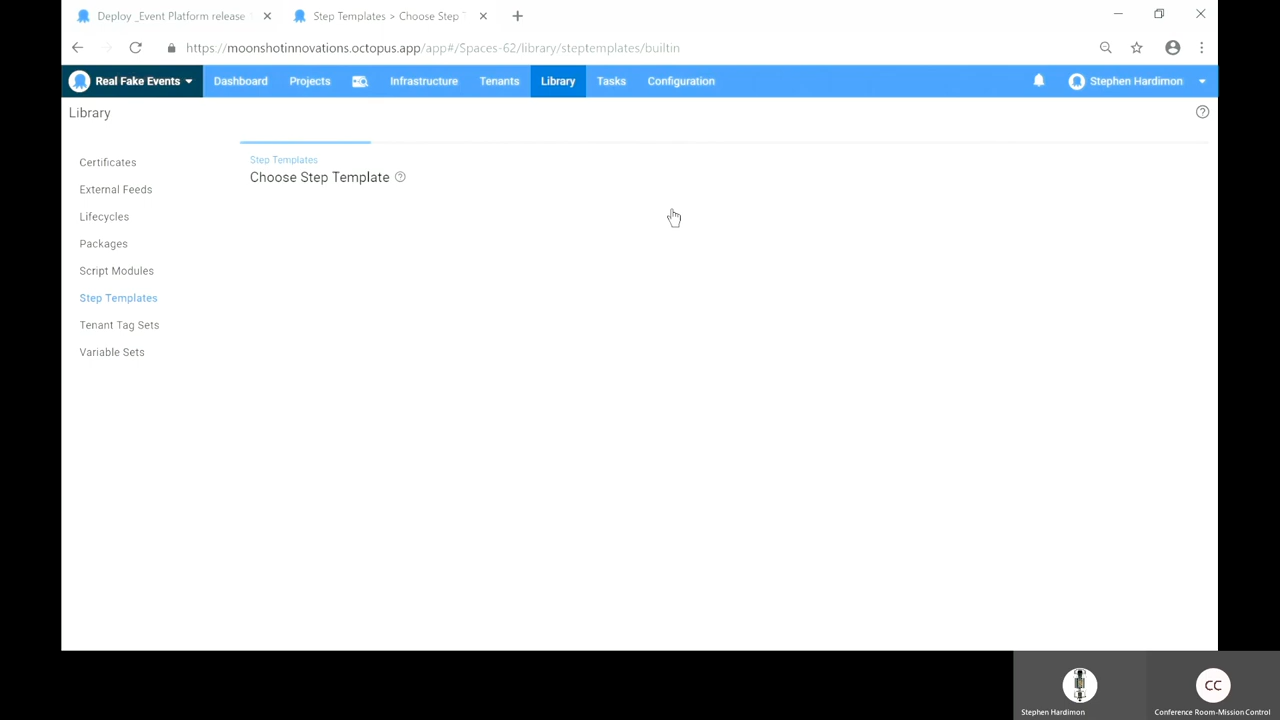 Deploy _Event Platform release
Step Templates > Choose Step T
https://moonshotinnovations.octopus.app/app#/Spaces-62/library/steptemplates/builtin
Real Fake Events
Dashboard
Projects
Infrastructure
Tenants
Library
Tasks
Configuration
Stephen Hardimon
Library
Certificates
External Feeds
Lifecycles
Packages
Script Modules
Step Templates
Tenant Tag Sets
Variable Sets
Step Templates
Choose Step Template
CC
Stephen Hardimon
Conference Room-Mission Control